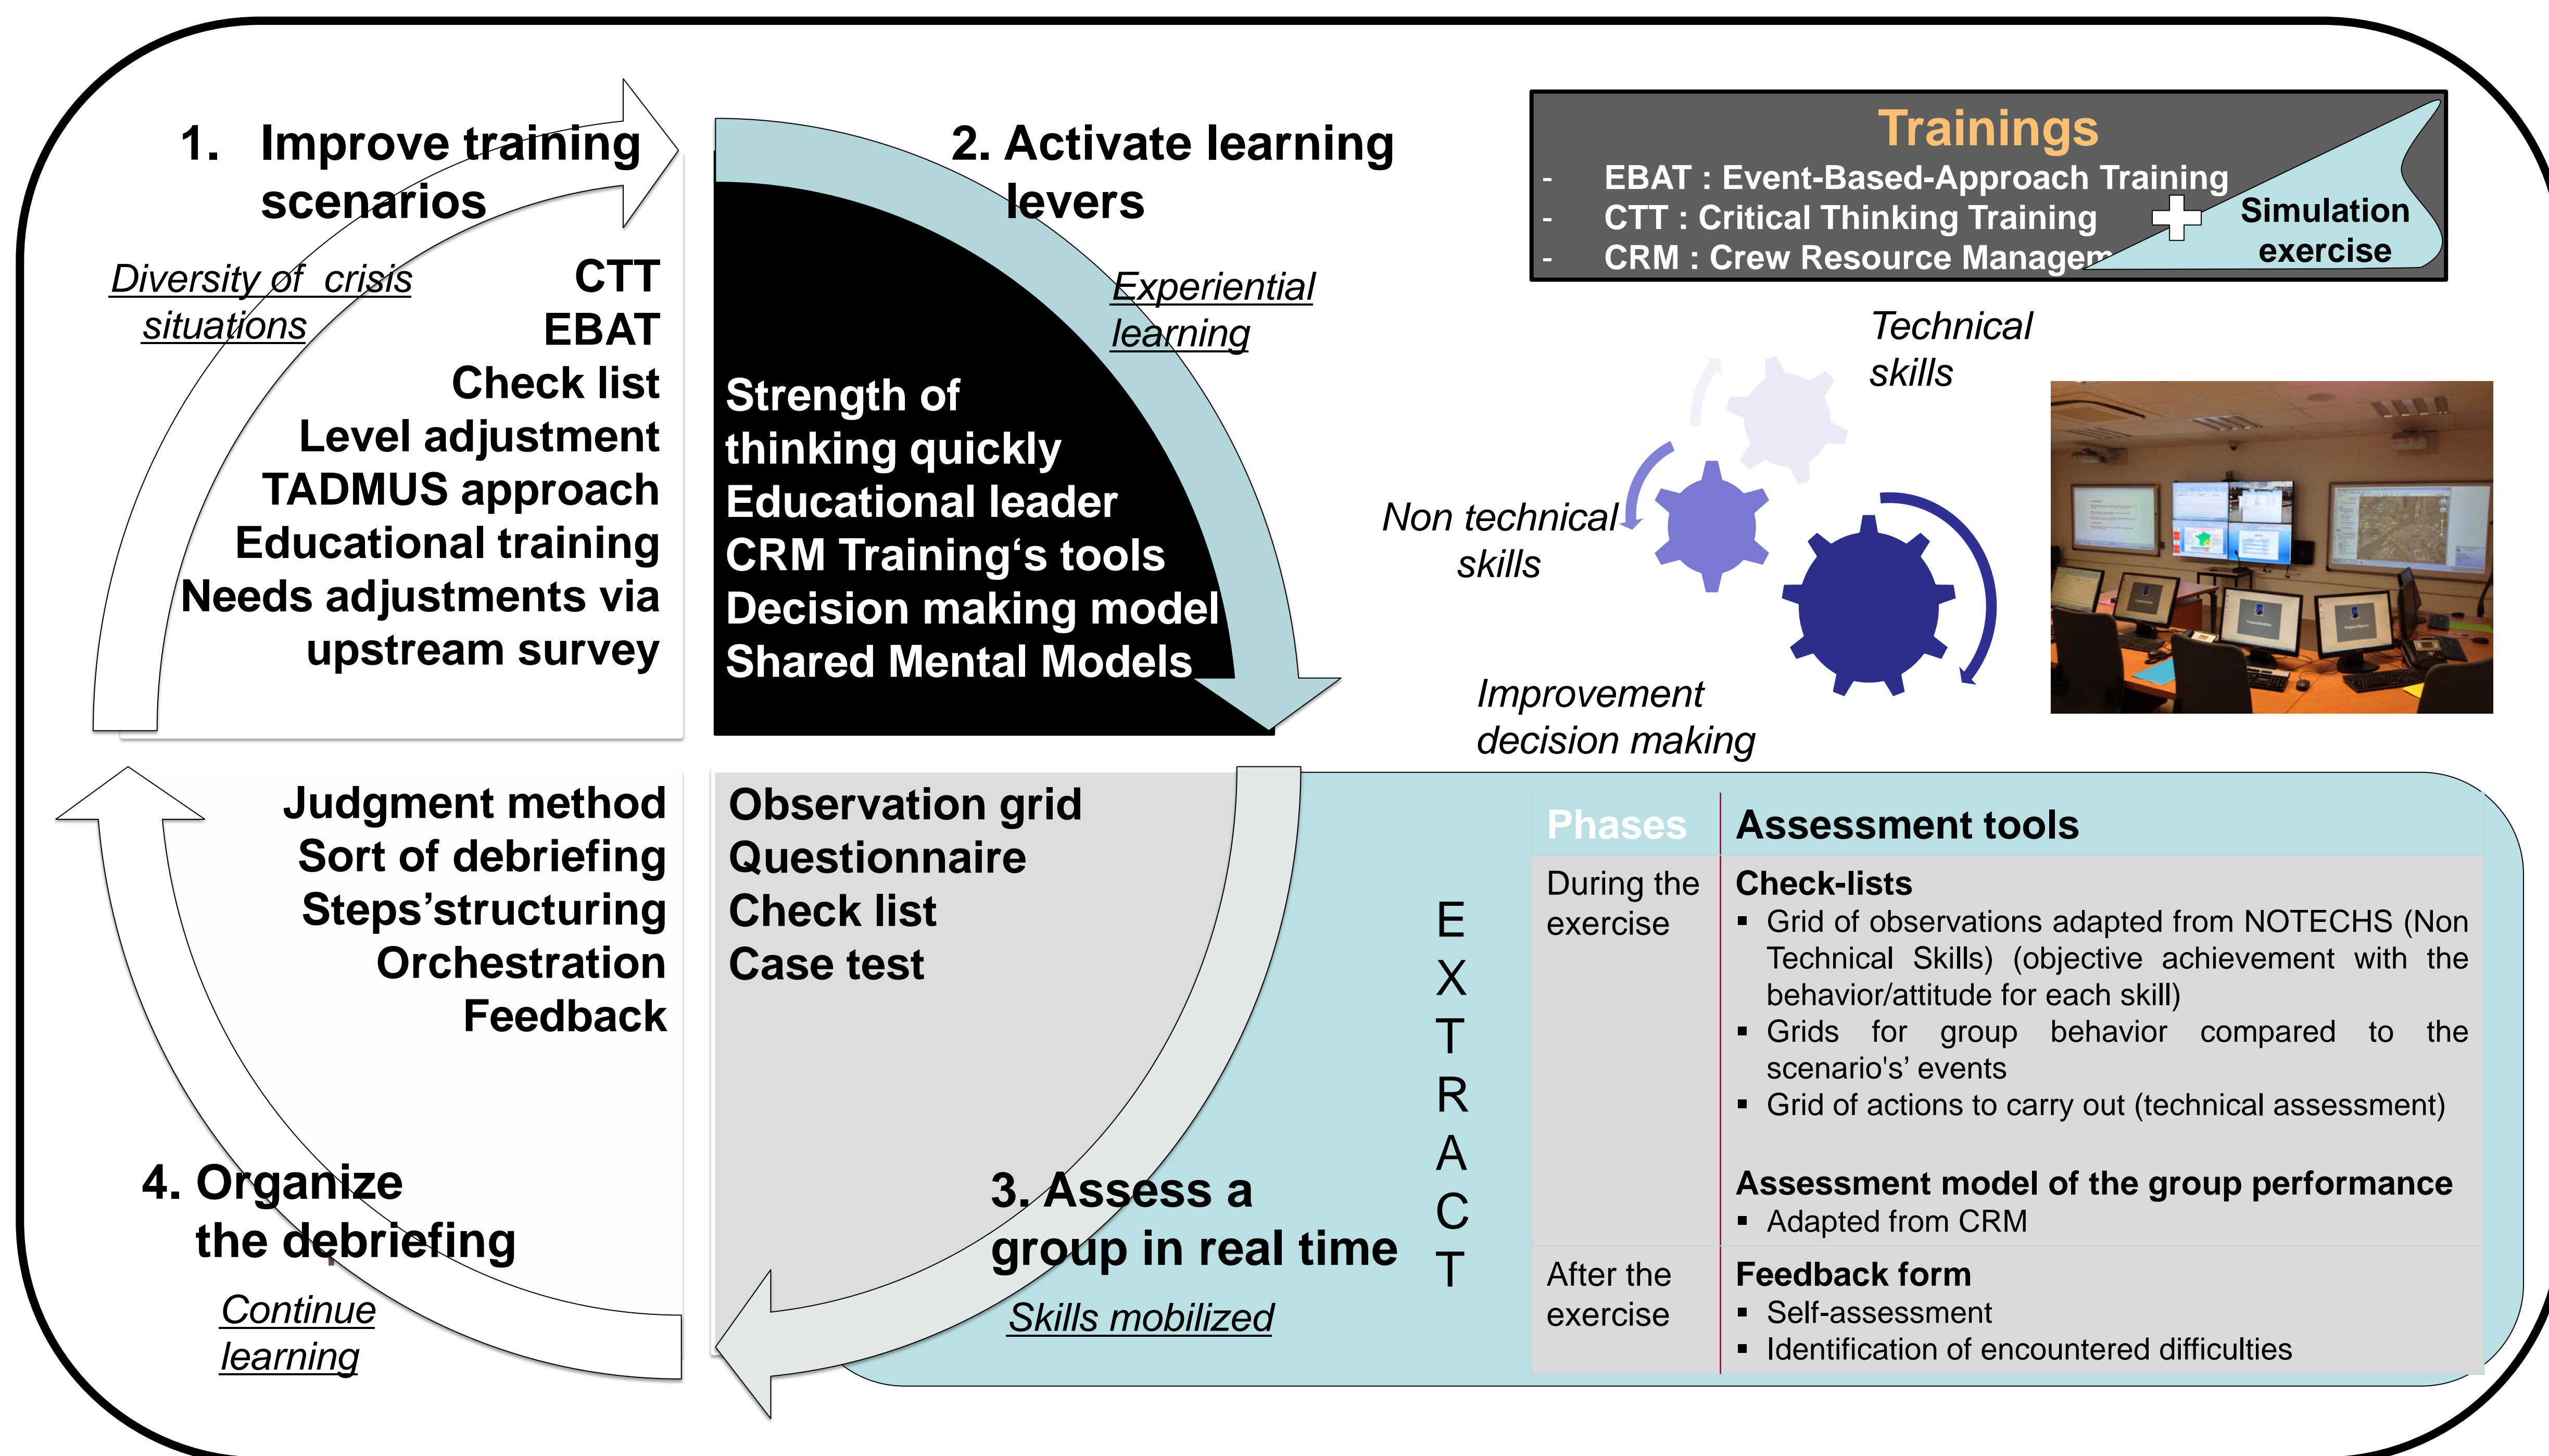 1. Improve training
scenarios
Diversity of crisis
situations
CTT
EBAT
Check list
Level adjustment
TADMUS approach
Educational training
Needs adjustments via
upstream survey
2. Activate learning
levers
Experiential
learning
Strength of
thinking quickly
Educational leader
CRM Training‘s tools
Decision making model
Shared Mental Models
Trainings
- EBAT : Event-Based-Approach Training
- CTT : Critical Thinking Training
- CRM : Crew Resource Managem
Simulation
exercise
Technical
skills
Non technical
skills
Improvement
decision making
Judgment method
Sort of debriefing
Steps’structuring
Orchestration
Feedback
4. Organize
the debriefing
Continue
learning
Observation grid
Questionnaire
Check list
Case test
3. Assess a
group in real time
Skills mobilized
E
X
T
R
A
C
T
Phases
Assessment tools
During the
exercise
Check-lists
▪ Grid of observations adapted from NOTECHS (Non
Technical Skills) (objective achievement with the
behavior/attitude for each skill)
▪ Grids for group behavior compared to the
scenario's’ events
▪ Grid of actions to carry out (technical assessment)
Assessment model of the group performance
▪ Adapted from CRM
After the
exercise
Feedback form
▪ Self-assessment
▪ Identification of encountered difficulties